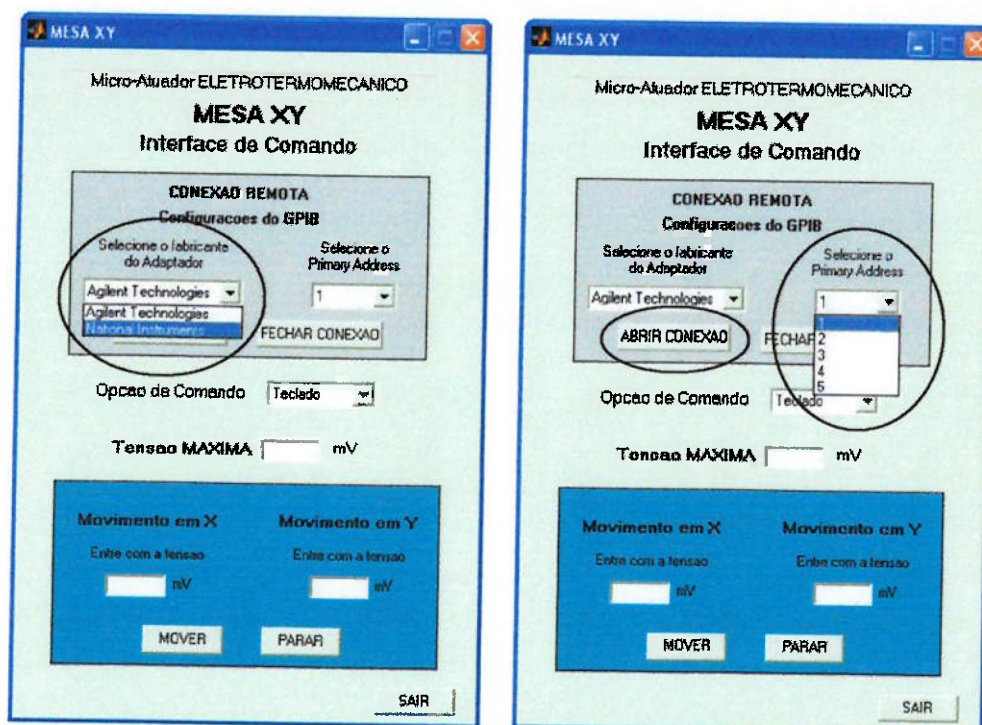 MESA XY
Micro-Atuador ELETROTERMOMECANICO
MESA XY
Interface de Comando
CONEXAO REMOTA
Configuracoes do GPIB
Selecione o fabricante
do Adaptador
Selecione o
Primary Address
Agilent Technologies
1
Agilent Technologies
National Instruments
FECHAR CONEXAO
Opcao de Comando
Teclado
Tensao MAXIMA
mV
Movimento em X
Movimento em Y
Entre com a tensao
Entre com a tensao
mV
mV
MOVER
PARAR
SAIR
MESA XY
Micro-Atuador ELETROTERMOMECANICO
MESA XY
Interface de Comando
CONEXAO REMOTA
Configuracoes do GPIB
Selecione o fabricante
do Adaptador
Selecione o
Primary Address
Agilent Technologies
1
ABRIR CONEXAO
FECHAR
1
2
3
4
5
Opcao de Comando
Teclado
Tensao MAXIMA
mV
Movimento em X
Movimento em Y
Entre com a tensao
Entre com a tensao
mV
mV
MOVER
PARAR
SAIR